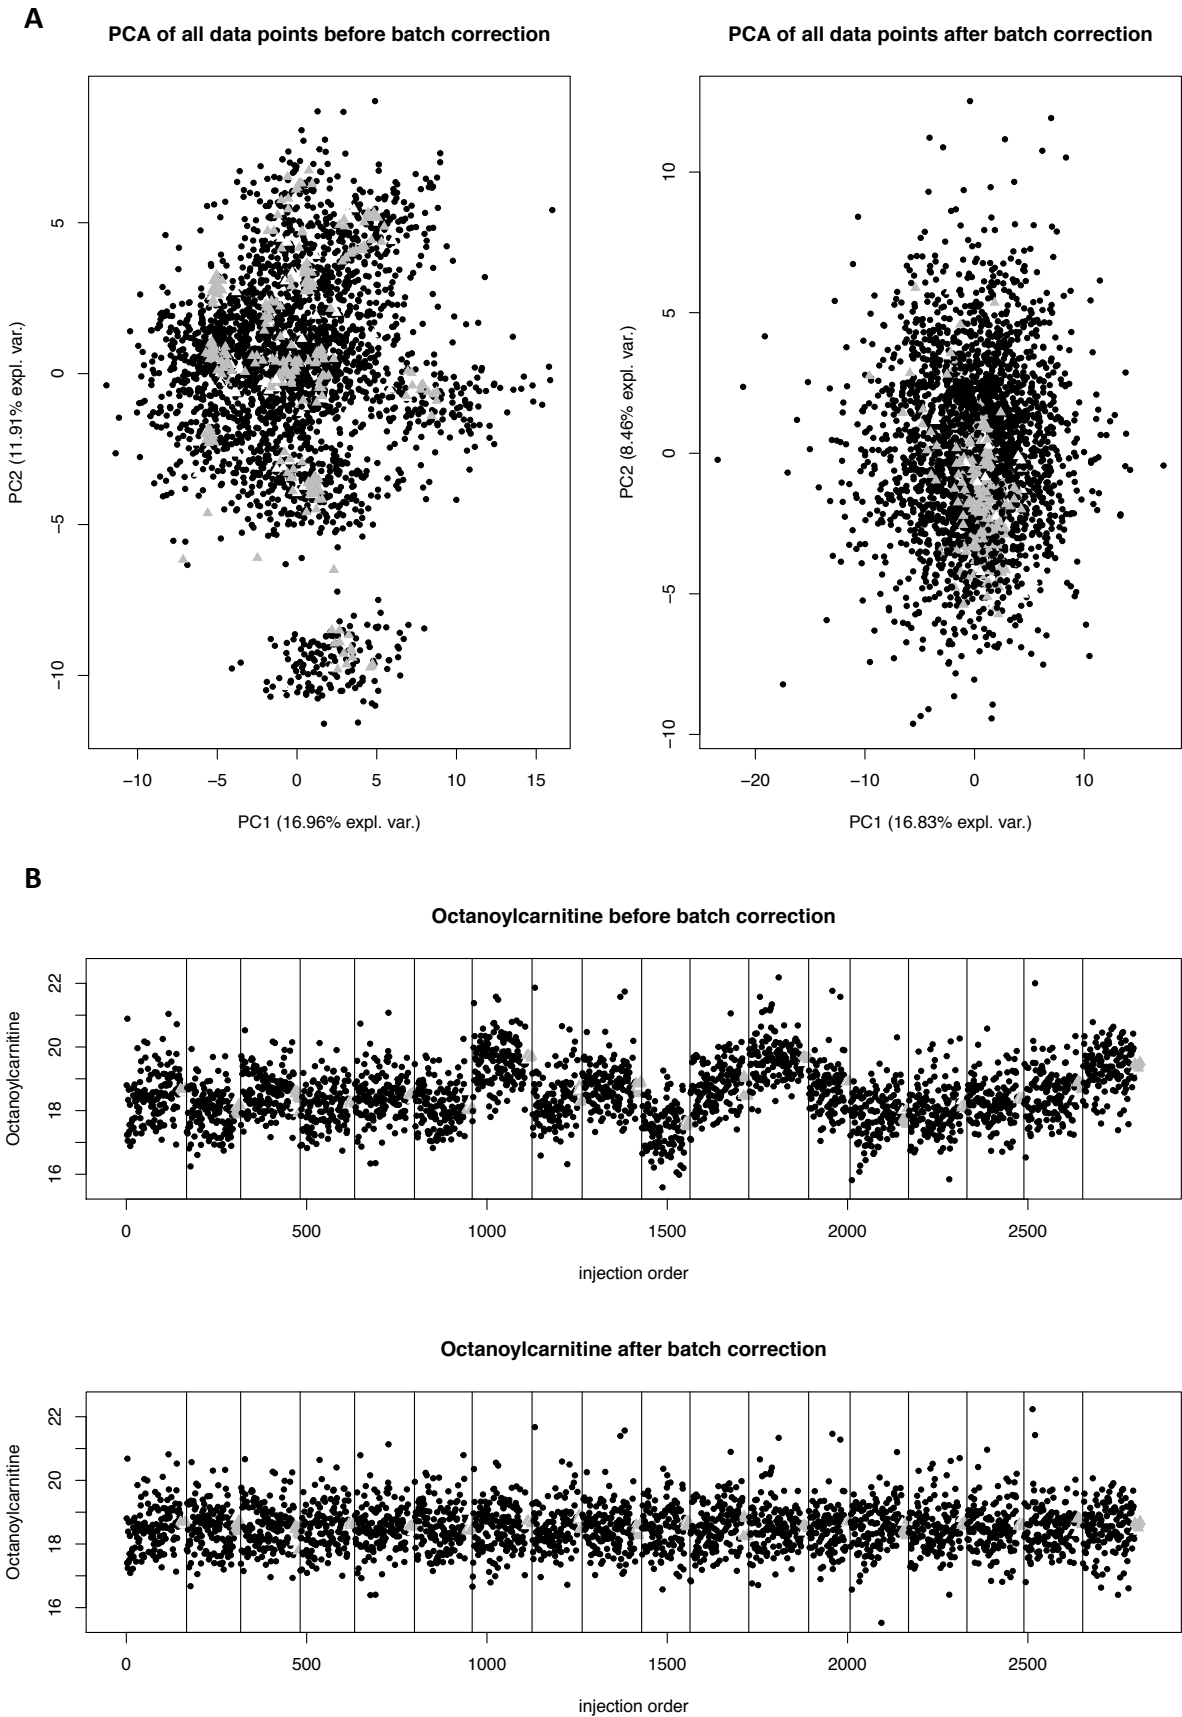 A
PCA of all data points before batch correction
PCA of all data points after batch correction
PC2 (11.91% expl. var.)
5
0
−5
−10
−10 −5 0 5 10 15
PC1 (16.96% expl. var.)
PC2 (8.46% expl. var.)
10
5
0
−5
−10
−20 −10 0 10
PC1 (16.83% expl. var.)
B
Octanoylcarnitine before batch correction
Octanoylcarnitine
22
20
18
16
0 500 1000 1500 2000 2500
injection order
Octanoylcarnitine after batch correction
Octanoylcarnitine
22
20
18
16
0 500 1000 1500 2000 2500
injection order